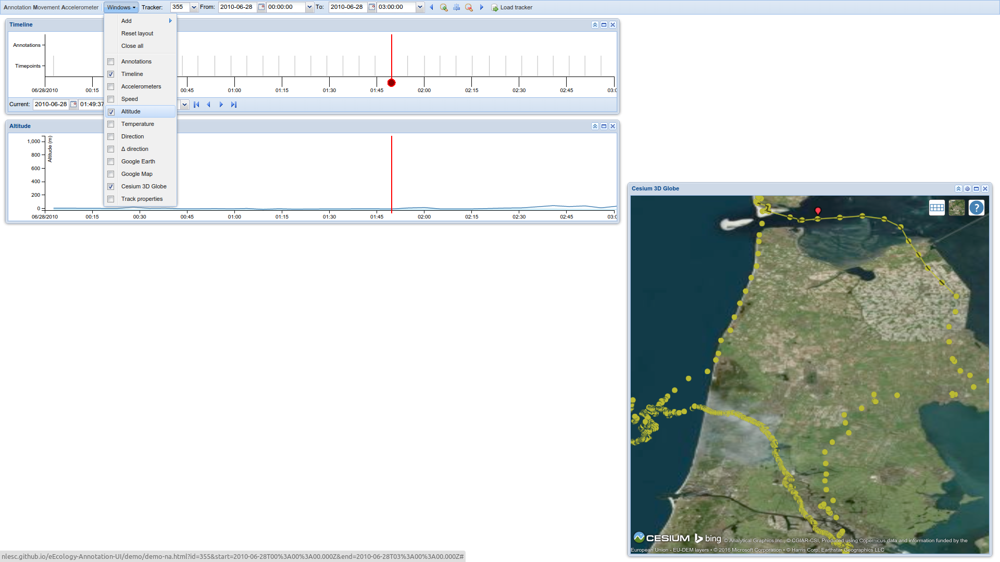 Annotation Movement Accelerometer Windows Tracker: 355 From: 2010-06-28 00:00:00 To: 2010-06-28 03:00:00 Load tracker
Add
Reset layout
Close all
Annotations
Timeline
Accelerometers
Speed
Altitude
Temperature
Direction
Δ direction
Google Earth
Google Map
Cesium 3D Globe
Track properties
Timeline
Annotations
Timepoints
06/28/2010 00:15 00:45 01:00 01:15 01:30 01:45 02:00 02:15 02:30 02:45 03:0
Current: 2010-06-28 01:49:37
Altitude
Altitude (m)
1,000
800
600
400
200
0
06/28/2010 00:15 00:30 00:45 01:00 01:15 01:30 01:45 02:00 02:15 02:30 02:45 03:0
Cesium 3D Globe
?
CESIUM bing © Analytical Graphics Inc., © CGIAR-CSI, Produced using Copernicus data and information funded by the
European Union - EU-DEM layers • © 2016 Microsoft Corporation • © Harris Corp, Earthstar Geographics LLC
nlesc.github.io/eEcology-Annotation-UI/demo/demo-na.html?id=355&start=2010-06-28T00%3A00%3A00.000Z&end=2010-06-28T03%3A00%3A00.000Z#